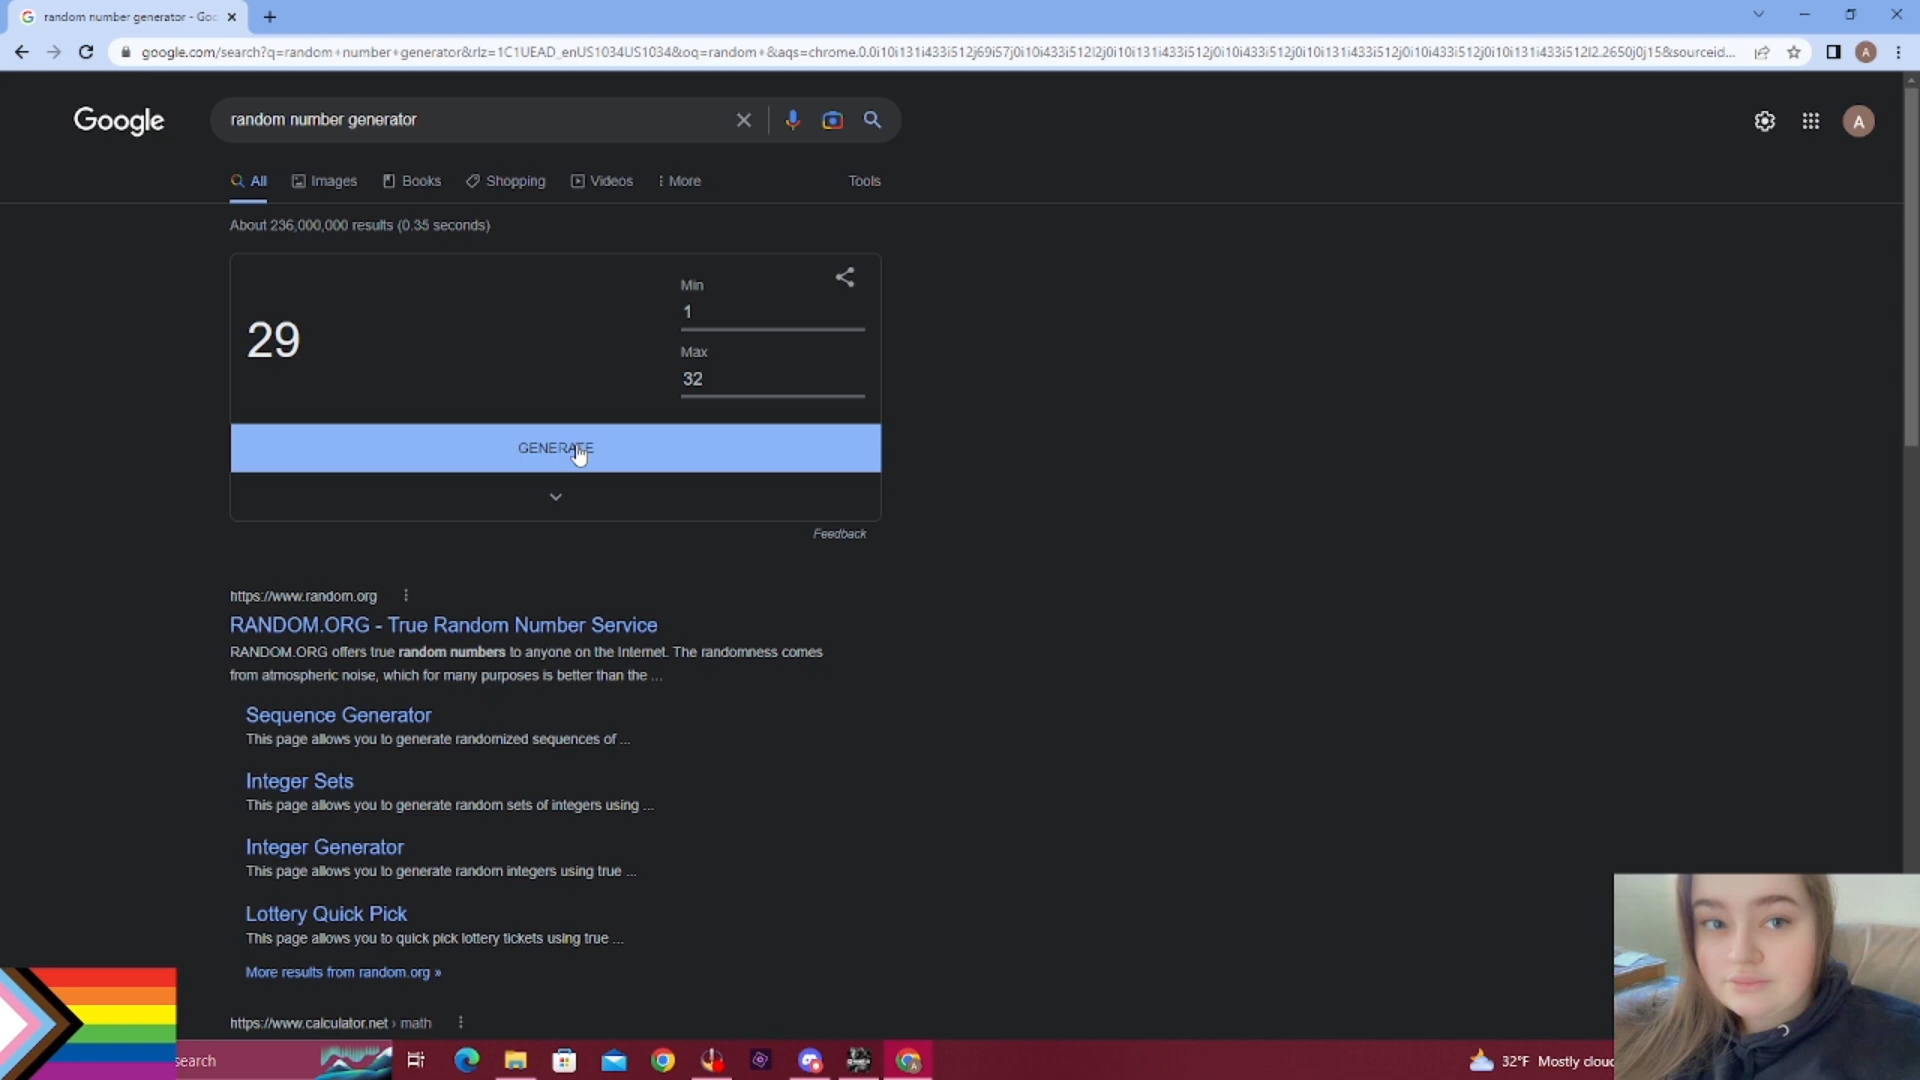 random number generator - Goo
google.com/search?q=random+number+generator&rlz=1C1UEAD_enUS1034US1034&oq=random+&aqs=chrome.0.0i10i131i433i512j69i57j0i10i433i512l2j0i10i131i433i512j0i10i433i512j0i10i131i433i512j0i10i433i512j0i10i131i433i512l2.2650j0j15&sourceid...
A
Google
random number generator
A
All
Images
Books
Shopping
Videos
More
Tools
About 236,000,000 results (0.35 seconds)
29
Min
1
Max
32
GENERATE
Feedback
https://www.random.org
RANDOM.ORG - True Random Number Service
RANDOM.ORG offers true random numbers to anyone on the Internet. The randomness comes
from atmospheric noise, which for many purposes is better than the ...
Sequence Generator
This page allows you to generate randomized sequences of ...
Integer Sets
This page allows you to generate random sets of integers using ...
Integer Generator
This page allows you to generate random integers using true ...
Lottery Quick Pick
This page allows you to quick pick lottery tickets using true ...
More results from random.org »
https://www.calculator.net › math
search
32°F Mostly cloud